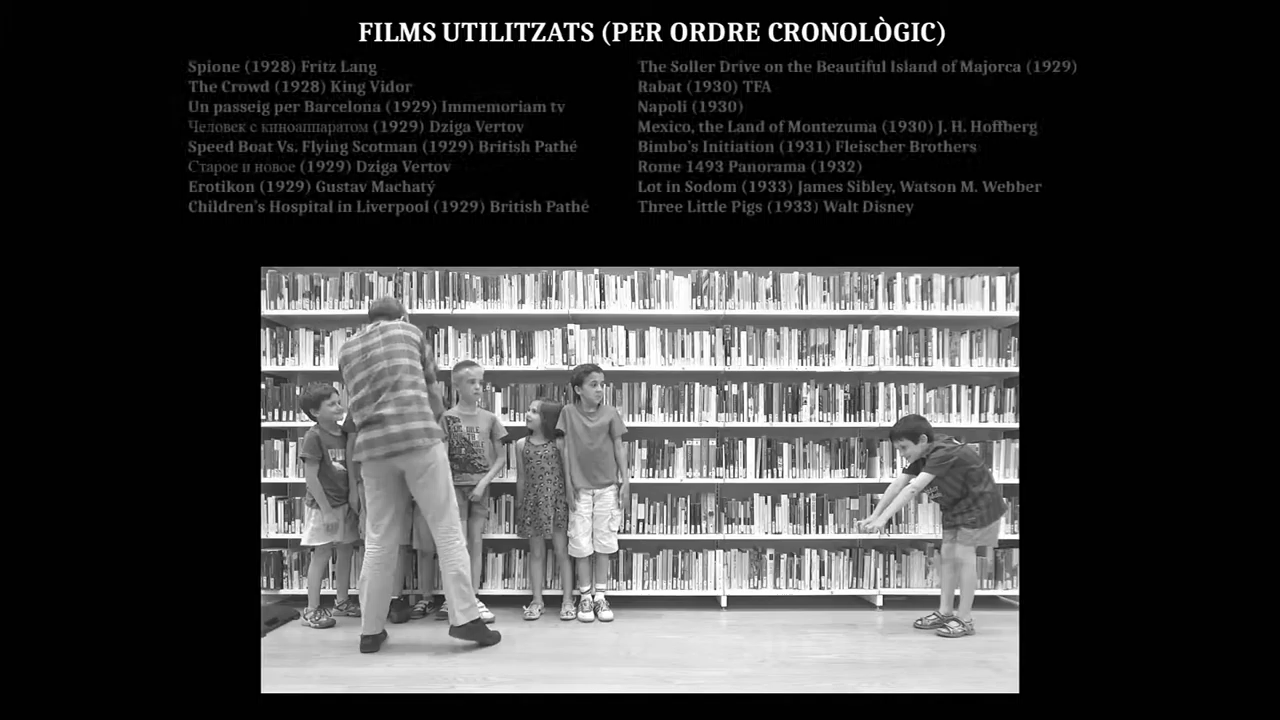 FILMS UTILITZATS (PER ORDRE CRONOLÒGIC)
Spione (1928) Fritz Lang
The Crowd (1928) King Vidor
Un passeig per Barcelona (1929) Immemoriam tv
Человек с киноаппаратом (1929) Dziga Vertov
Speed Boat Vs. Flying Scotman (1929) British Pathé
Старое и новое (1929) Dziga Vertov
Erotikon (1929) Gustav Machatý
Children's Hospital in Liverpool (1929) British Pathé
The Soller Drive on the Beautiful Island of Majorca (1929)
Rabat (1930) TFA
Napoli (1930)
Mexico, the Land of Montezuma (1930) J. H. Hoffberg
Bimbo's Initiation (1931) Fleischer Brothers
Rome 1493 Panorama (1932)
Lot in Sodom (1933) James Sibley, Watson M. Webber
Three Little Pigs (1933) Walt Disney